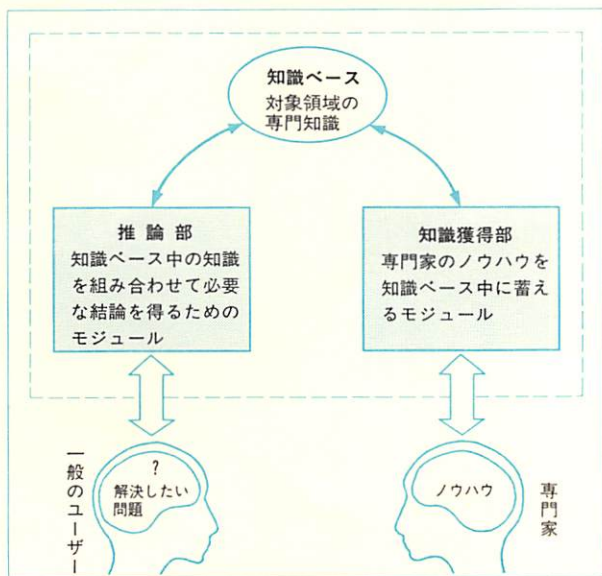 知識ベース
対象領域の
専門知識
推論部
知識ベース中の知識
を組み合わせて必要
な結論を得るための
モジュール
知識獲得部
専門家のノウハウを
知識ベース中に蓄え
るモジュール
一般のユーザー
?
解決したい
問題
ノウハウ
専門家